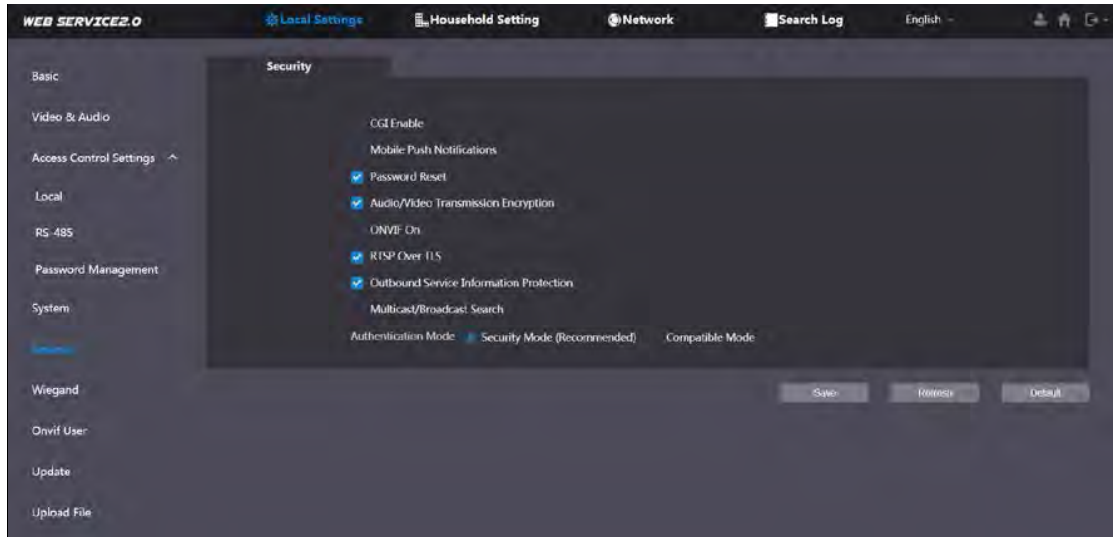 WEB SERVICE2.0 Local Settings Household Setting Network Search Log English
Security
Basic
Video & Audio
Access Control Settings
Local
RS-485
Password Management
System
Security
Wiegand
Onvif User
Update
Upload File
CGI Enable
Mobile Push Notifications
Password Reset
Audio/Video Transmission Encryption
ONVIF On
RTSP Over TLS
Outbound Service Information Protection
Multicast/Broadcast Search
Authentication Mode Security Mode (Recommended) Compatible Mode
Save Refresh Default